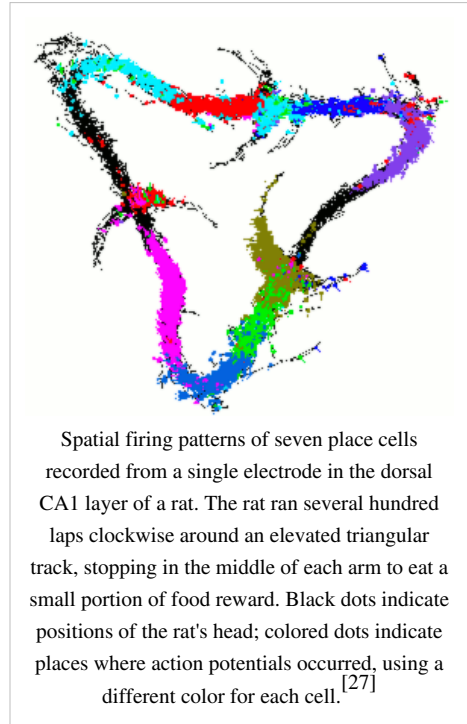 Spatial firing patterns of seven place cells
recorded from a single electrode in the dorsal
CA1 layer of a rat. The rat ran several hundred
laps clockwise around an elevated triangular
track, stopping in the middle of each arm to eat a
small portion of food reward. Black dots indicate
positions of the rat's head; colored dots indicate
places where action potentials occurred, using a
different color for each cell.[27]